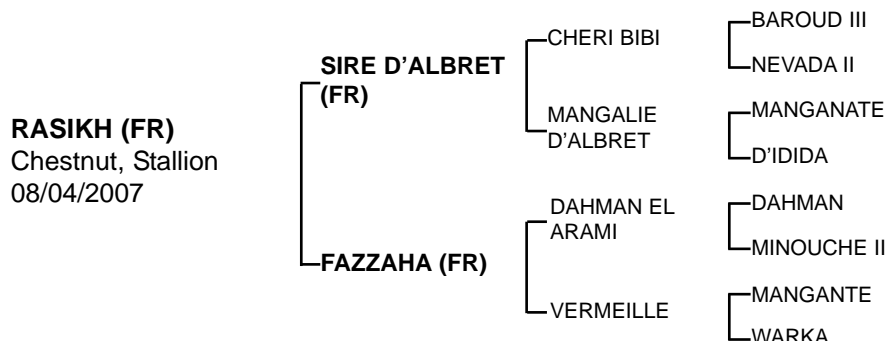 RASIKH (FR)
Chestnut, Stallion
08/04/2007
SIRE D'ALBRET
(FR)
FAZZAHA (FR)
CHERI BIBI
MANGALIE
D'ALBRET
DAHMAN EL
ARAMI
VERMEILLE
BAROUD III
NEVADA II
MANGANATE
D'IDIDA
DAHMAN
MINOUCHE II
MANGANTE
WARKA